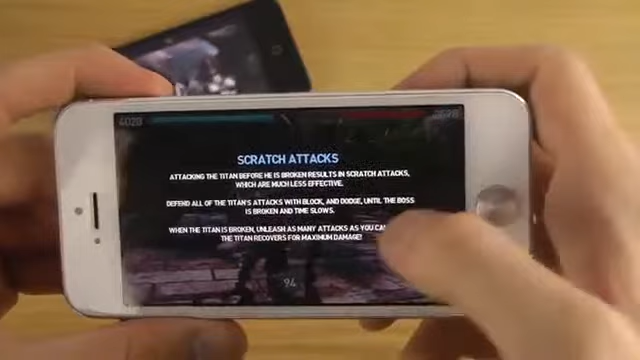 SCRATCH ATTACKS
ATTACKING THE TITAN BEFORE HE IS BROKEN RESULTS IN SCRATCH ATTACKS,
WHICH ARE MUCH LESS EFFECTIVE.
DEFEND ALL OF THE TITAN'S ATTACKS WITH BLOCK, AND DODGE, UNTIL THE BOSS
IS BROKEN AND TIME SLOWS.
WHEN THE TITAN IS BROKEN, UNLEASH AS MANY ATTACKS AS YOU
THE TITAN RECOVERS FOR MAXIMUM DAMAGE!
94